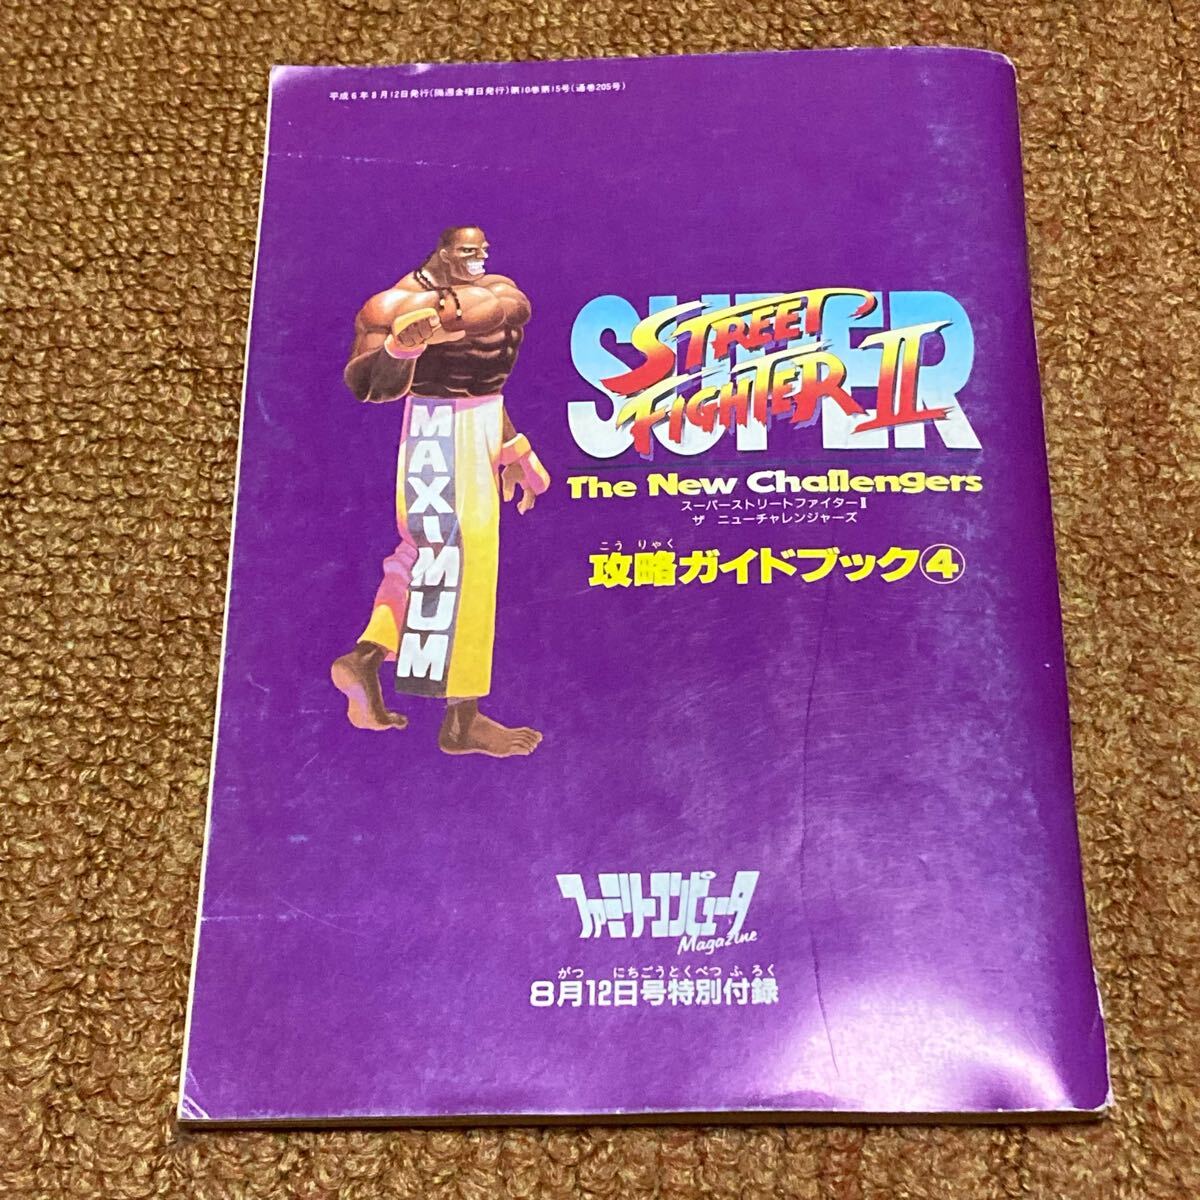 平成6年8月12日発行(隔週金曜日発行)第10巻第15号(通巻205号)
SUPER
STREET
FIGHTER II
The New Challengers
スーパーストリートファイターII
ザ ニューチャレンジャーズ
こうりゃく
攻略ガイドブック④
MAXIMUM
ファミリーコンピュータ
Magazine
がつ にちごうとくべつふろく
8月12日号特別付録